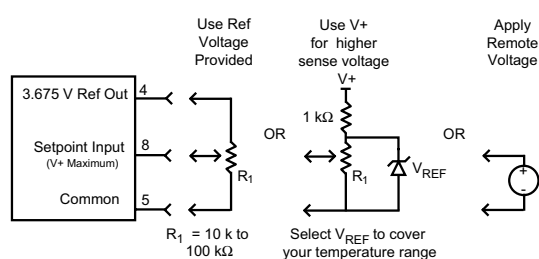 Use Ref
Voltage
Provided
Use V+
for higher
sense voltage
V+
Apply
Remote
Voltage
3.675 V Ref Out
4
1 kΩ
Setpoint Input
(V+ Maximum)
8
OR
OR
R1
R1
VREF
+
-
Common
5
R1 = 10 k to
100 kΩ
Select VREF to cover
your temperature range